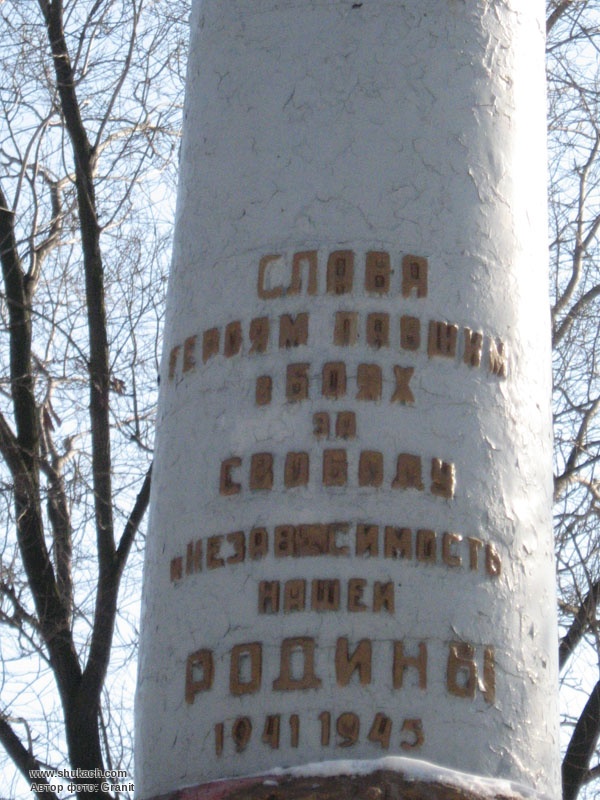 СЛАВА
ГЕРОЯМ ПАВШИМ
в БОЯХ
за
СВОБОДУ
и НЕЗАВИСИМОСТЬ
НАШЕЙ
РОДИНЫ
1941 1945
www.shukach.com
Автор фото: Granit